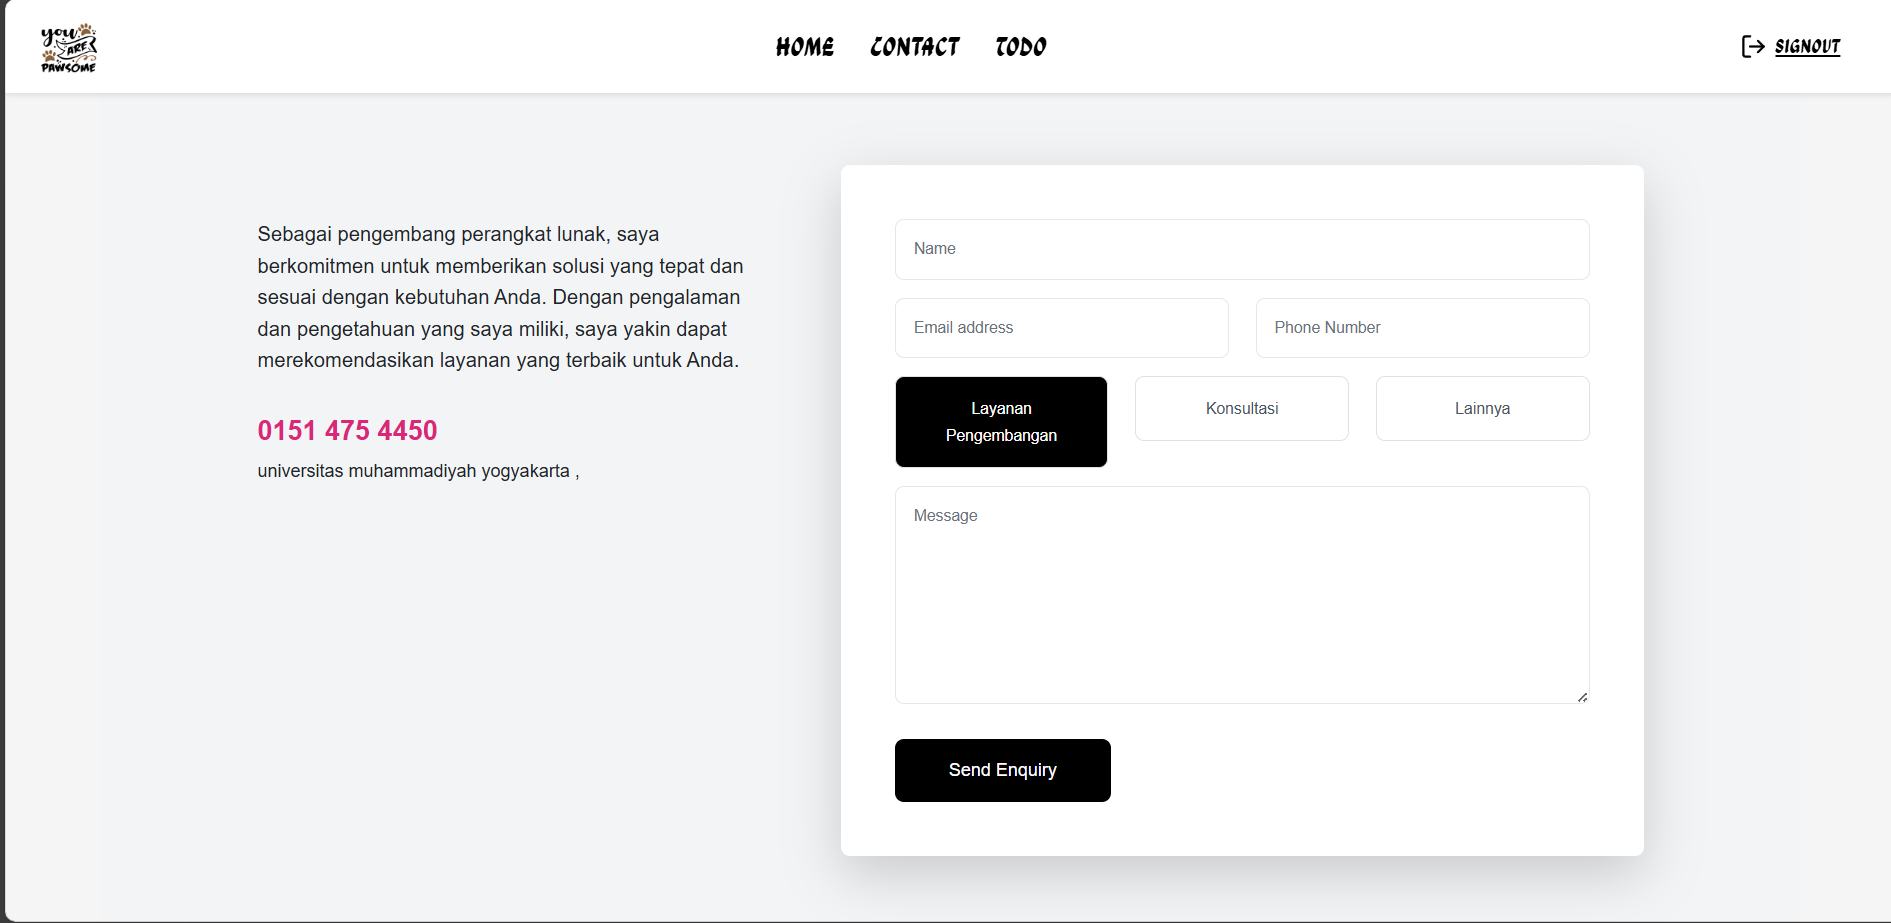 you
ARE
PAWSOME
HOME CONTACT TODO
SIGNOUT
Sebagai pengembang perangkat lunak, saya
berkomitmen untuk memberikan solusi yang tepat dan
sesuai dengan kebutuhan Anda. Dengan pengalaman
dan pengetahuan yang saya miliki, saya yakin dapat
merekomendasikan layanan yang terbaik untuk Anda.
0151 475 4450
universitas muhammadiyah yogyakarta ,
Name
Email address
Phone Number
Layanan
Pengembangan
Konsultasi
Lainnya
Message
Send Enquiry